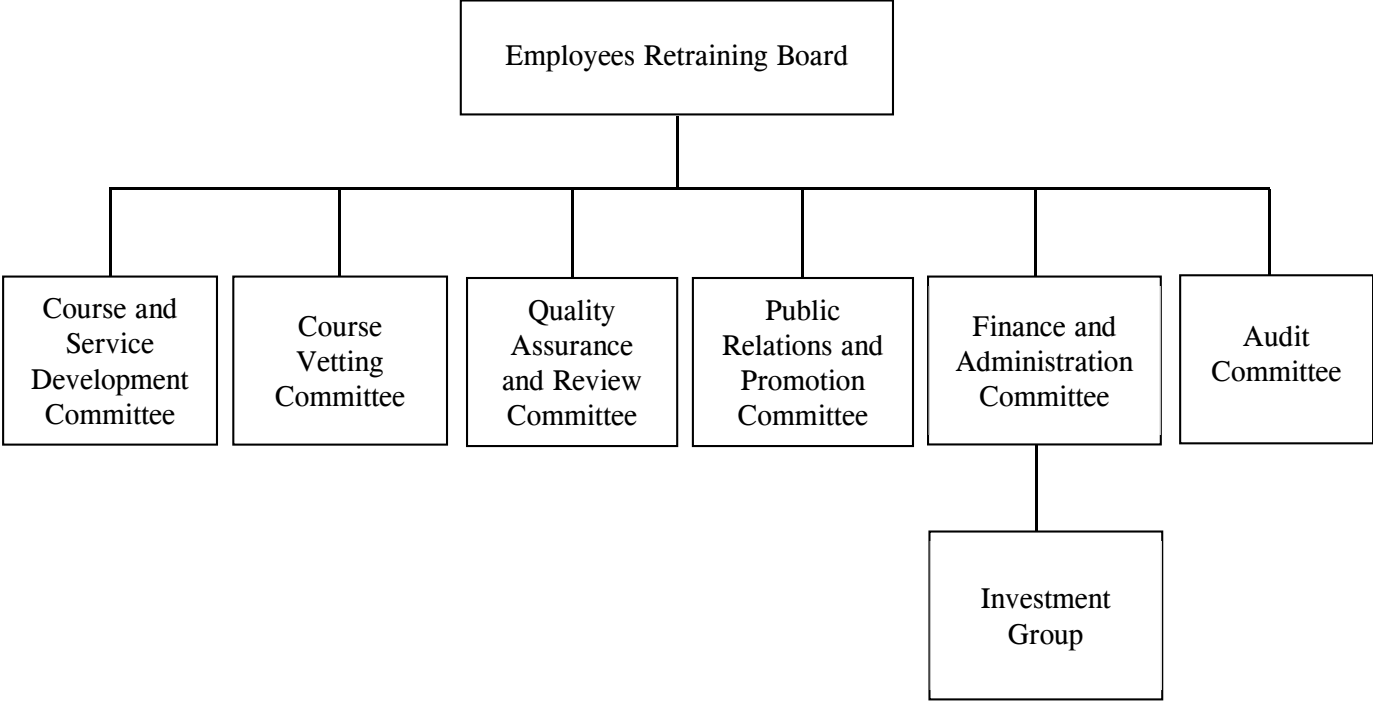 Employees Retraining Board
Course and
Service
Development
Committee
Course
Vetting
Committee
Quality
Assurance
and Review
Committee
Public
Relations and
Promotion
Committee
Finance and
Administration
Committee
Audit
Committee
Investment
Group